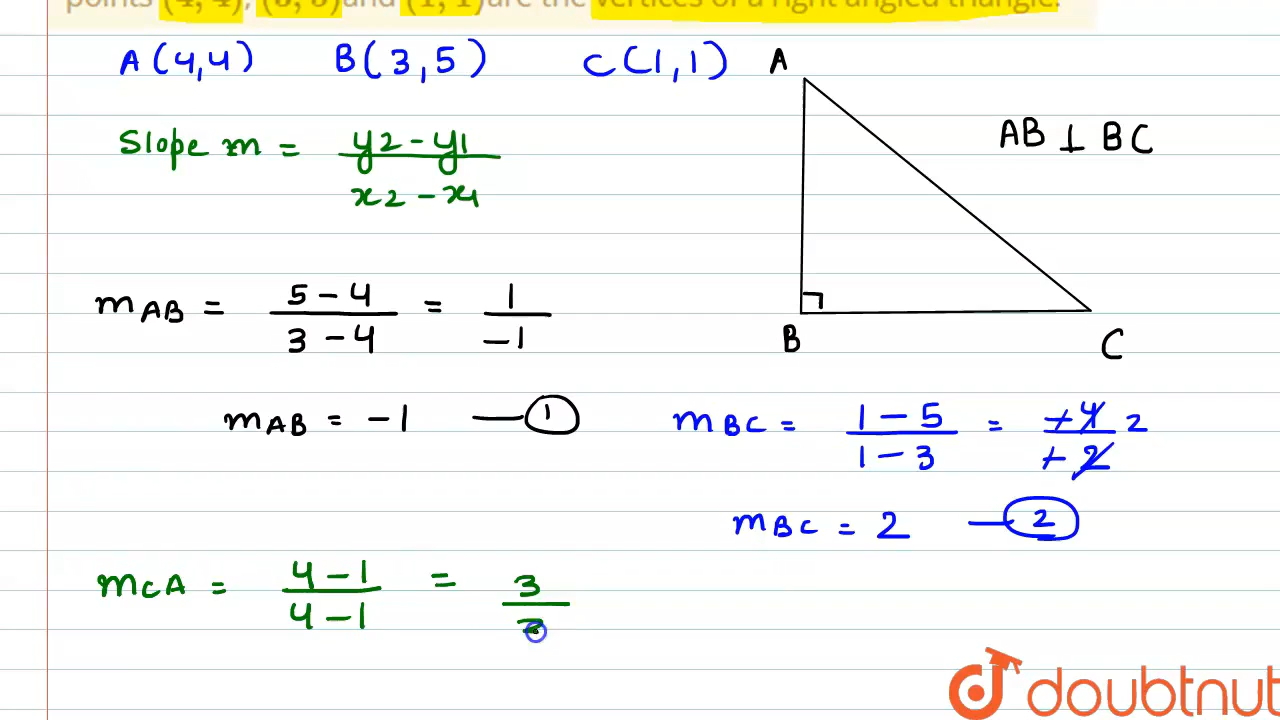 points (4, 4), (3, 5) and (1, 1) are the vertices of a right angled triangle.
A(4,4) B(3,5) C(1,1)
A
Slope m = y2 - y1 / x2 - x1
AB ⊥ BC
mAB = 5 - 4 / 3 - 4 = 1 / -1
B
C
mAB = -1 — 1
mBC = 1 - 5 / 1 - 3 = +4 / +2 2
mBC = 2 — 2
mCA = 4 - 1 / 4 - 1 = 3 / 3
doubtnut